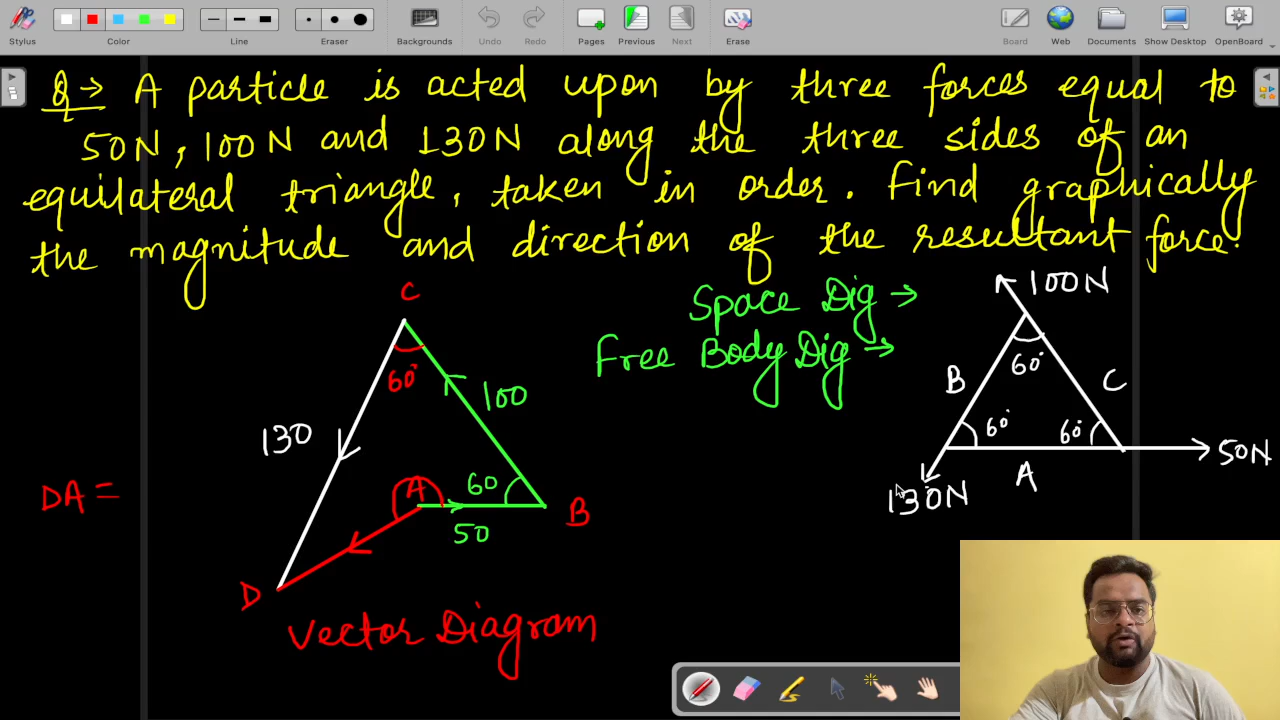 Stylus
Color
Line
Eraser
Backgrounds
Undo
Redo
Pages
Previous
Next
Erase
Board
Web
Documents
Show Desktop
OpenBoard
Q → A particle is acted upon by three forces equal to
50N, 100N and 130N along the three sides of an
equilateral triangle, taken in order. Find graphically
the magnitude and direction of the resultant force.
Space Dig →
Free Body Dig →
C
60°
100
130
60
A
B
50
DA =
D
Vector Diagram
100N
60°
B
C
60°
60°
50N
A
130N